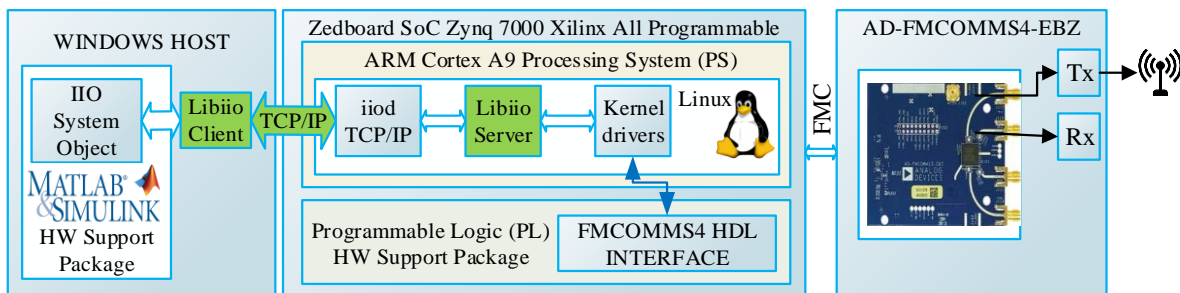 WINDOWS HOST
IIO
System
Object
MATLAB®
&SIMULINK
HW Support
Package
Libiio
Client
TCP/IP
Zedboard SoC Zynq 7000 Xilinx All Programmable
ARM Cortex A9 Processing System (PS)
iiod
TCP/IP
Libiio
Server
Kernel
drivers
Linux
Programmable Logic (PL)
HW Support Package
FMCOMMS4 HDL
INTERFACE
FMC
AD-FMCOMMS4-EBZ
ANALOG
DEVICES
Tx
Rx